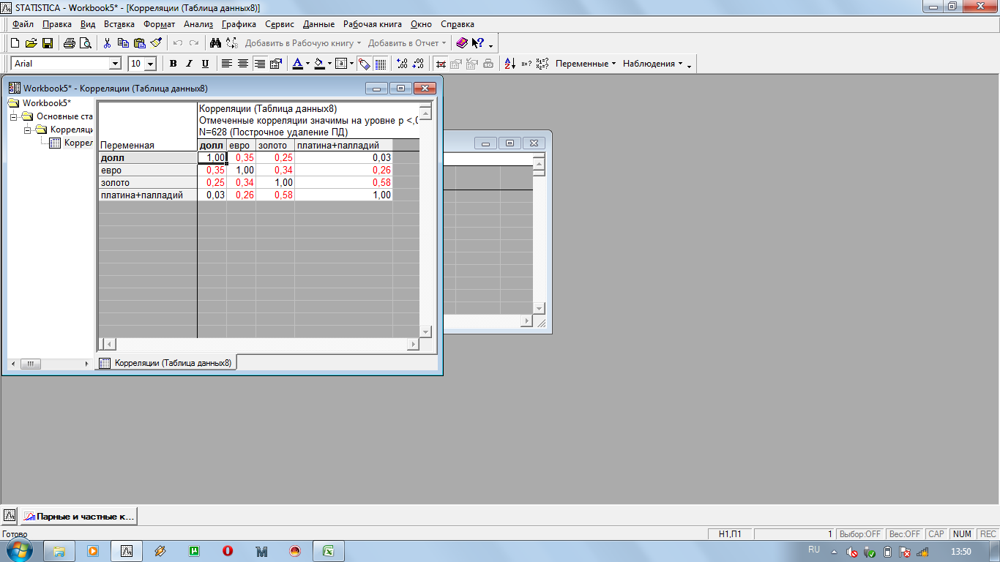 STATISTICA - Workbook5* - [Корреляции (Таблица данных8)]
Файл Правка Вид Вставка Формат Анализ Графика Сервис Данные Рабочая книга Окно Справка
Добавить в Рабочую книгу Добавить в Отчет
Arial 10 B I U Переменные Наблюдения
Workbook5* - Корреляции (Таблица данных8)
Workbook5*
Основные ста
Корреляци
Коррел
Корреляции (Таблица данных8)
Отмеченные корреляции значимы на уровне p <,0
N=628 (Построчное удаление ПД)
Переменная долл евро золото платина+палладий
долл 1,00 0,35 0,25 0,03
евро 0,35 1,00 0,34 0,26
золото 0,25 0,34 1,00 0,58
платина+палладий 0,03 0,26 0,58 1,00
Корреляции (Таблица данных8)
Парные и частные к...
Готово Н1,П1 1 Выбор:OFF Вес:OFF CAP NUM REC
RU 13:50